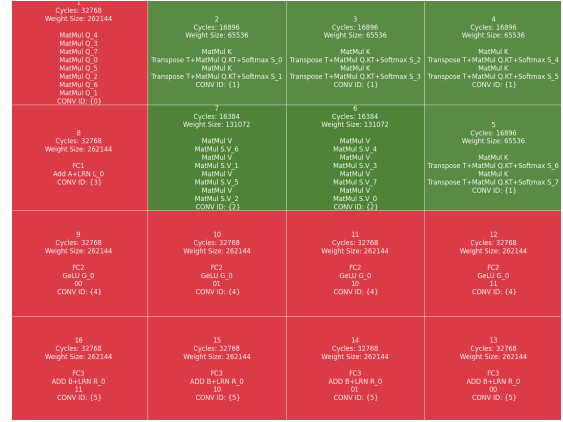 1
Cycles: 32768
Weight Size: 262144
MatMul Q_4
MatMul Q_3
MatMul Q_7
MatMul Q_0
MatMul Q_5
MatMul Q_2
MatMul Q_6
MatMul Q_1
CONV ID: {0}
2
Cycles: 16896
Weight Size: 65536
MatMul K
Transpose T+MatMul Q.KT+Softmax S_0
MatMul K
Transpose T+MatMul Q.KT+Softmax S_1
CONV ID: {1}
3
Cycles: 16896
Weight Size: 65536
MatMul K
Transpose T+MatMul Q.KT+Softmax S_2
MatMul K
Transpose T+MatMul Q.KT+Softmax S_3
CONV ID: {1}
4
Cycles: 16896
Weight Size: 65536
MatMul K
Transpose T+MatMul Q.KT+Softmax S_4
MatMul K
Transpose T+MatMul Q.KT+Softmax S_5
CONV ID: {1}
8
Cycles: 32768
Weight Size: 262144
FC1
Add A+LRN L_0
CONV ID: {3}
7
Cycles: 16384
Weight Size: 131072
MatMul V
MatMul S.V_6
MatMul V
MatMul S.V_1
MatMul V
MatMul S.V_5
MatMul V
MatMul S.V_2
CONV ID: {2}
6
Cycles: 16384
Weight Size: 131072
MatMul V
MatMul S.V_4
MatMul V
MatMul S.V_3
MatMul V
MatMul S.V_7
MatMul V
MatMul S.V_0
CONV ID: {2}
5
Cycles: 16896
Weight Size: 65536
MatMul K
Transpose T+MatMul Q.KT+Softmax S_6
MatMul K
Transpose T+MatMul Q.KT+Softmax S_7
CONV ID: {1}
9
Cycles: 32768
Weight Size: 262144
FC2
GeLU G_0
00
CONV ID: {4}
10
Cycles: 32768
Weight Size: 262144
FC2
GeLU G_0
01
CONV ID: {4}
11
Cycles: 32768
Weight Size: 262144
FC2
GeLU G_0
10
CONV ID: {4}
12
Cycles: 32768
Weight Size: 262144
FC2
GeLU G_0
11
CONV ID: {4}
16
Cycles: 32768
Weight Size: 262144
FC3
ADD B+LRN R_0
11
CONV ID: {5}
15
Cycles: 32768
Weight Size: 262144
FC3
ADD B+LRN R_0
10
CONV ID: {5}
14
Cycles: 32768
Weight Size: 262144
FC3
ADD B+LRN R_0
01
CONV ID: {5}
13
Cycles: 32768
Weight Size: 262144
FC3
ADD B+LRN R_0
00
CONV ID: {5}